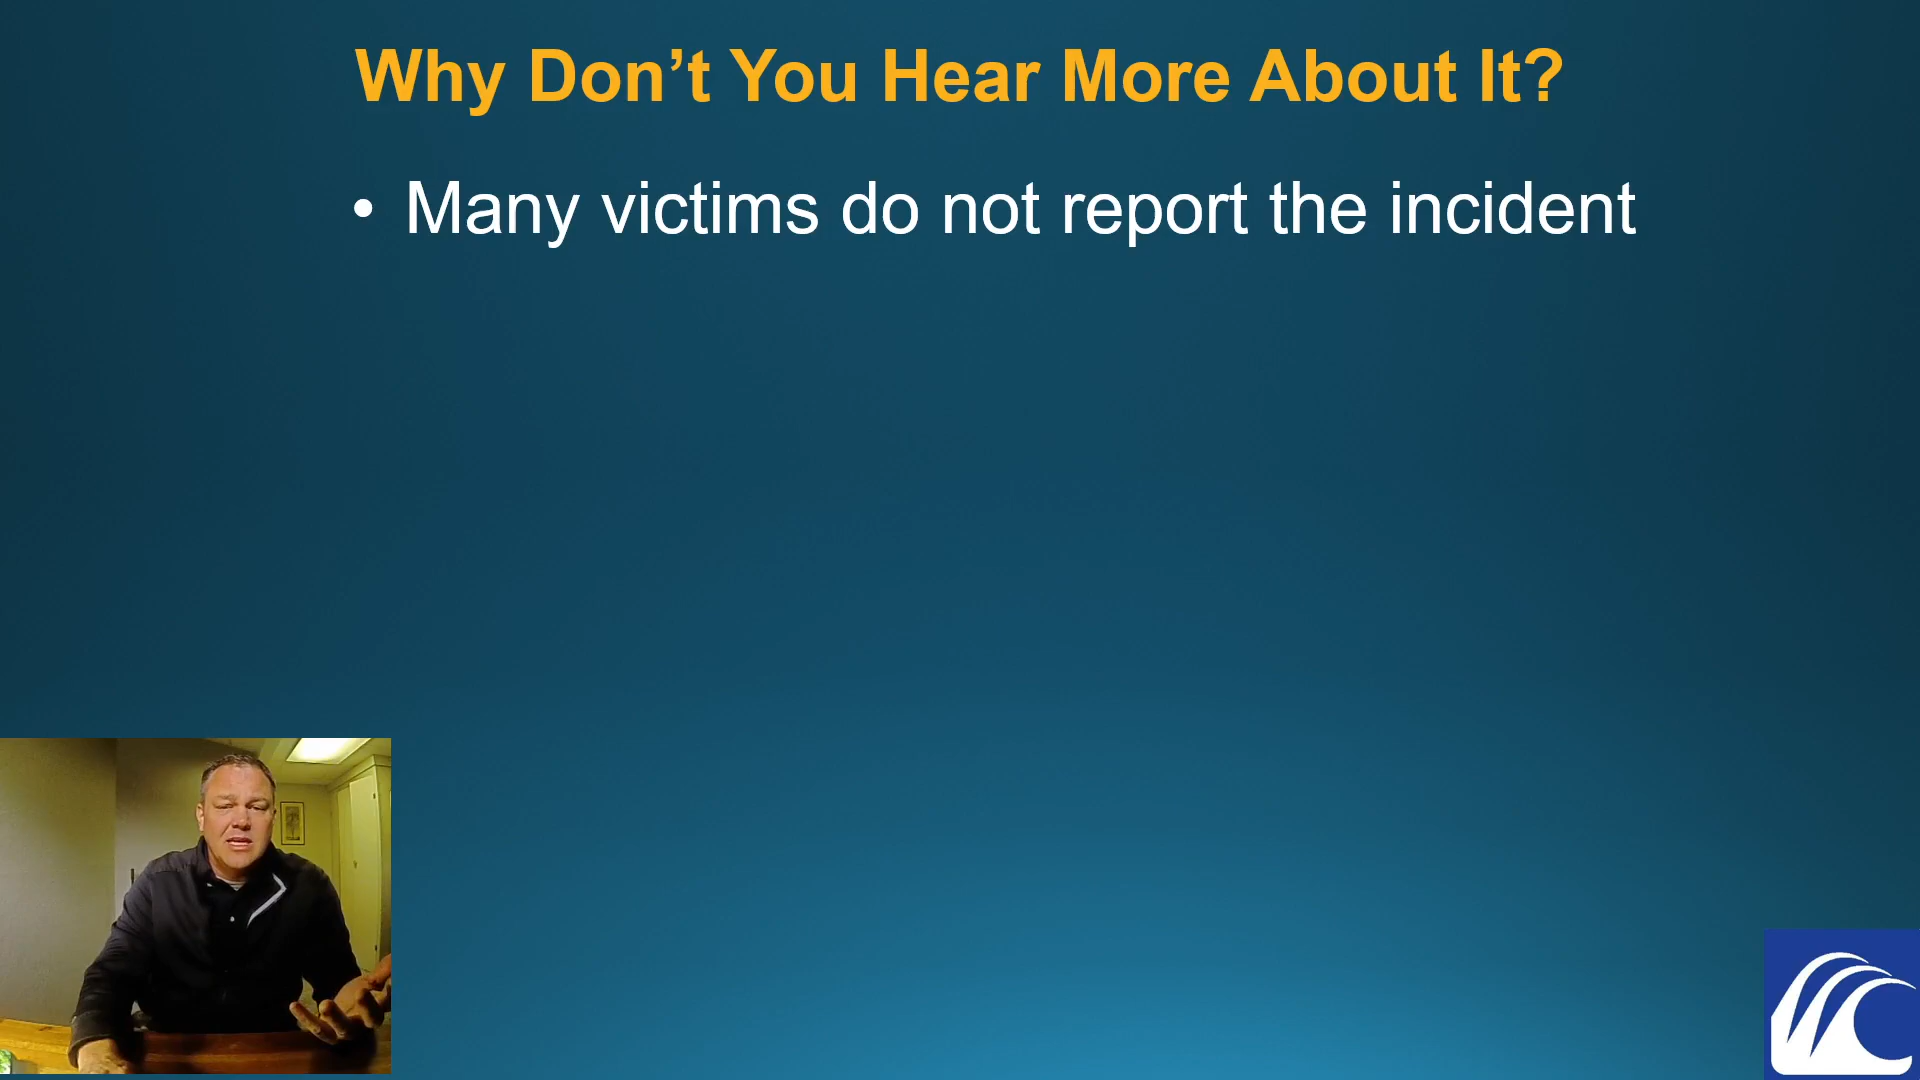 Why Don’t You Hear More About It?
• Many victims do not report the incident